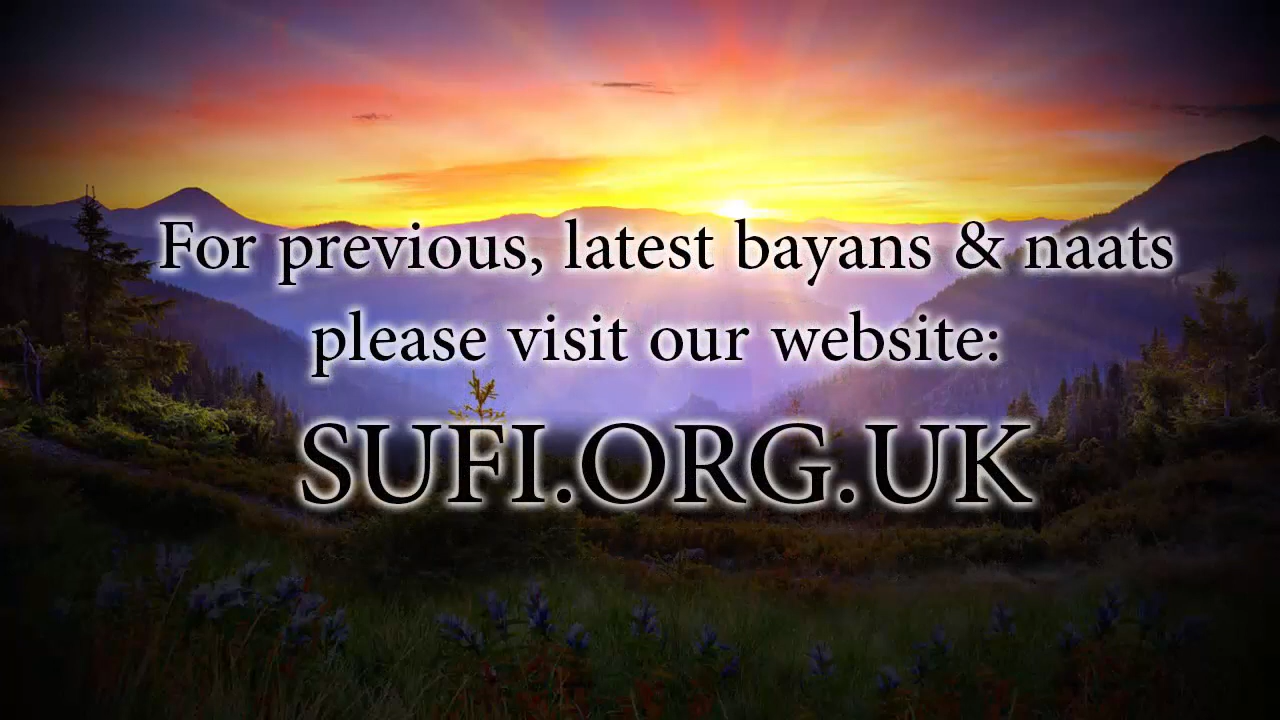 For previous, latest bayans & naats
please visit our website:
SUFI.ORG.UK